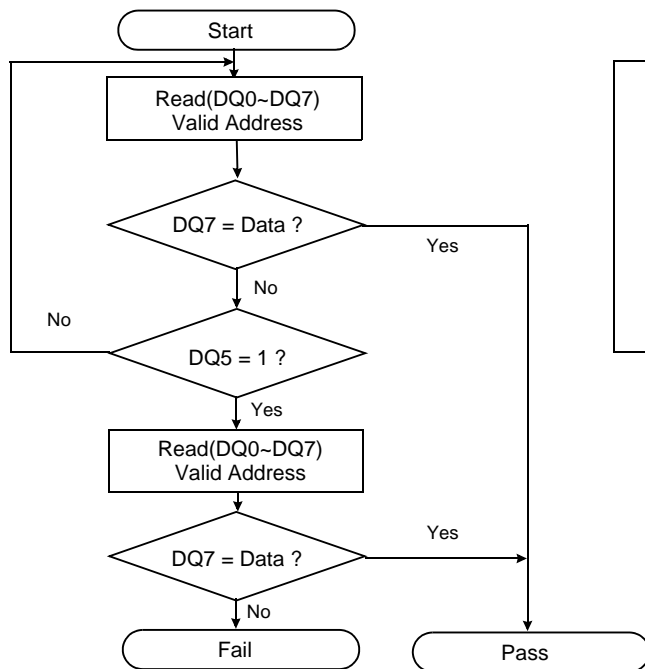 Start
Read(DQ0~DQ7)
Valid Address
DQ7 = Data ?
Yes
No
No
DQ5 = 1 ?
Yes
Read(DQ0~DQ7)
Valid Address
Yes
DQ7 = Data ?
No
Fail
Pass